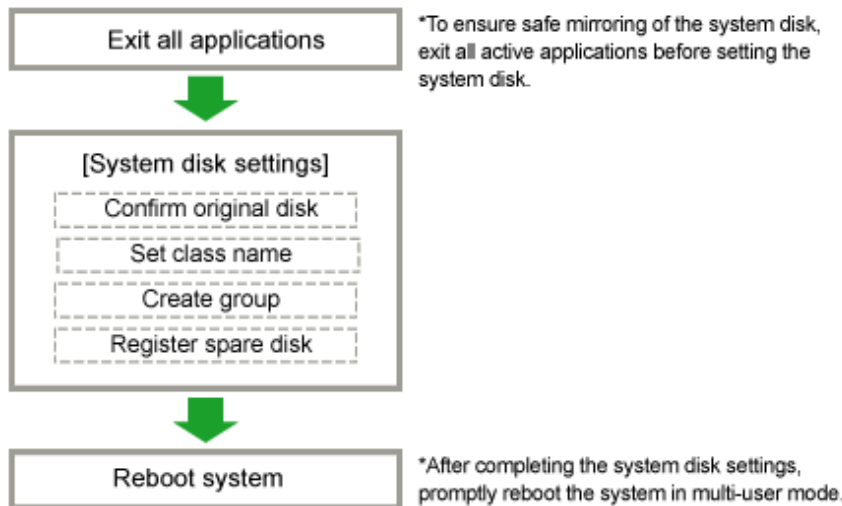 Exit all applications
*To ensure safe mirroring of the system disk,
exit all active applications before setting the
system disk.
[System disk settings]
Confirm original disk
Set class name
Create group
Register spare disk
Reboot system
*After completing the system disk settings,
promptly reboot the system in multi-user mode.